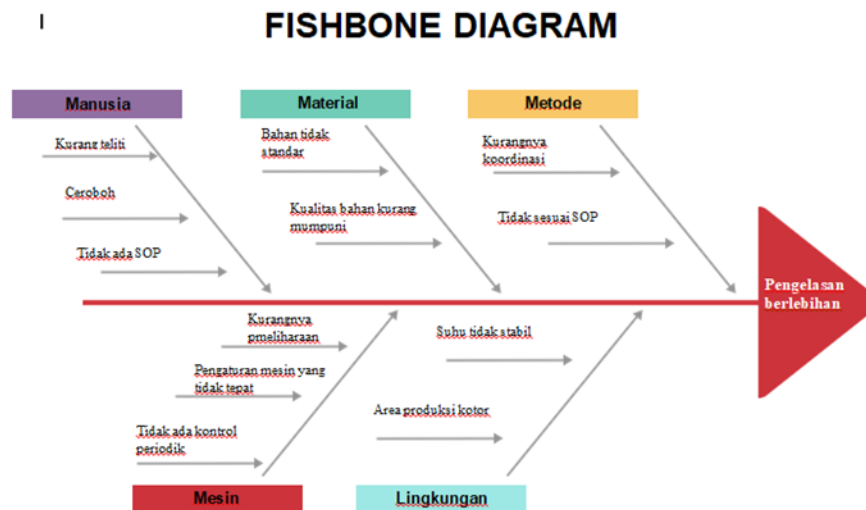 I
FISHBONE DIAGRAM
Manusia
Material
Metode
Kurang teliti
Ceroboh
Tidak ada SOP
Bahan tidak
standar
Kualitas bahan kurang
mumpuni
Kurangnya
koordinasi
Tidak sesuai SOP
Pengelasan
berlebihan
Kurangnya
pmeliharaan
Pengaturan mesin yang
tidak tepat
Tidak ada kontrol
periodik
Suhu tidak stabil
Area produksi kotor
Mesin
Lingkungan